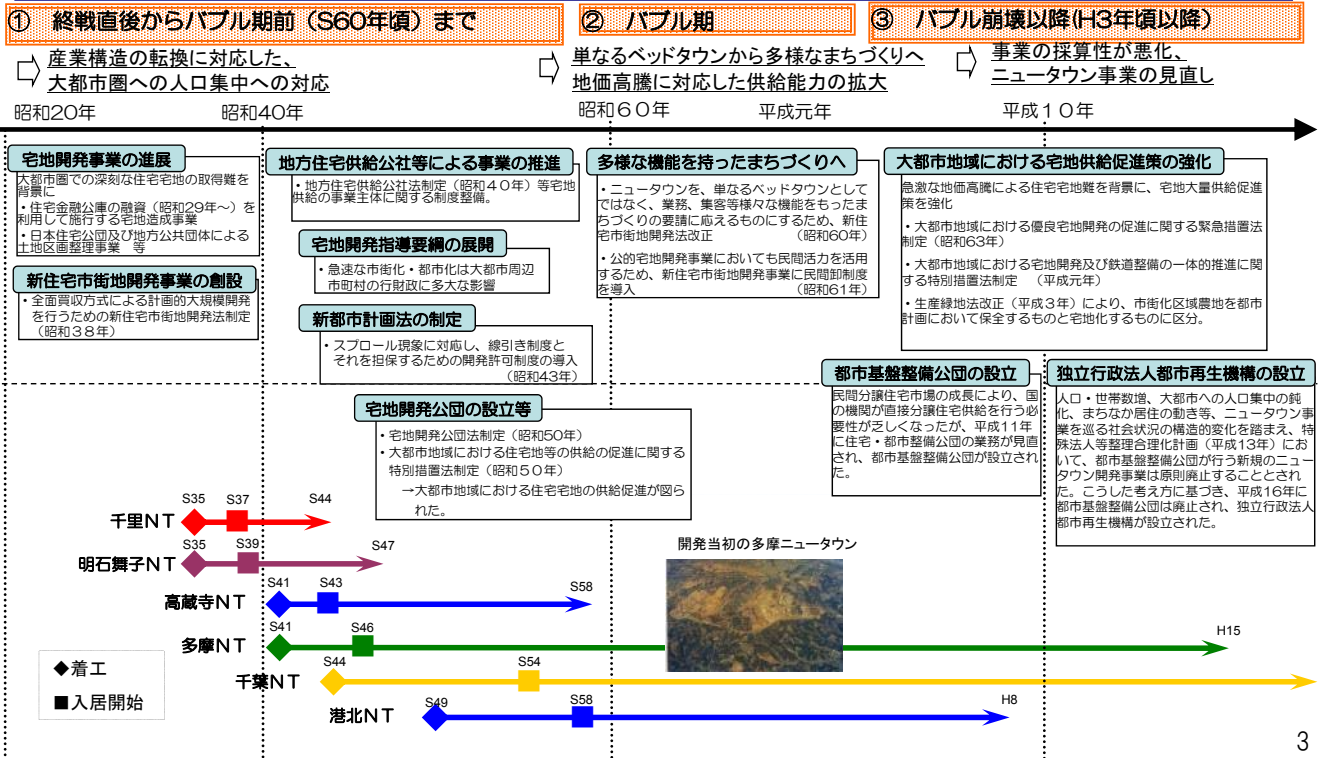 ① 終戦直後からバブル期前（S60年頃）まで
② バブル期
③ バブル崩壊以降(H3年頃以降）
産業構造の転換に対応した、
大都市圏への人口集中への対応
単なるベッドタウンから多様なまちづくりへ
地価高騰に対応した供給能力の拡大
事業の採算性が悪化、
ニュータウン事業の見直し
昭和20年
昭和40年
昭和６０年
平成元年
平成１０年
宅地開発事業の進展
大都市圏での深刻な住宅宅地の取得難を
背景に
・住宅金融公庫の融資（昭和29年～）を
利用して施行する宅地造成事業
・日本住宅公団及び地方公共団体による
土地区画整理事業 等
新住宅市街地開発事業の創設
・全面買収方式による計画的大規模開発
を行うための新住宅市街地開発法制定
（昭和３８年）
地方住宅供給公社等による事業の推進
・地方住宅供給公社法制定（昭和４０年）等宅地
供給の事業主体に関する制度整備。
宅地開発指導要綱の展開
・急速な市街化・都市化は大都市周辺
市町村の行財政に多大な影響
新都市計画法の制定
・スプロール現象に対応し、線引き制度と
それを担保するための開発許可制度の導入
（昭和43年）
宅地開発公団の設立等
・宅地開発公団法制定（昭和50年）
・大都市地域における住宅地等の供給の促進に関する
特別措置法制定（昭和５０年）
→大都市地域における住宅宅地の供給促進が図ら
れた。
多様な機能を持ったまちづくりへ
・ニュータウンを、単なるベッドタウンとして
ではなく、業務、集客等様々な機能をもったま
ちづくりの要請に応えるものにするため、新住
宅市街地開発法改正 （昭和60年）
・公的宅地開発事業においても民間活力を活用
するため、新住宅市街地開発事業に民間卸制度
を導入 （昭和61年）
大都市地域における宅地供給促進策の強化
急激な地価高騰による住宅宅地難を背景に、宅地大量供給促進
策を強化
・大都市地域における優良宅地開発の促進に関する緊急措置法
制定（昭和63年）
・大都市地域における宅地開発及び鉄道整備の一体的推進に関
する特別措置法制定 （平成元年）
・生産緑地法改正（平成３年）により、市街化区域農地を都市
計画において保全するものと宅地化するものに区分。
都市基盤整備公団の設立
民間分譲住宅市場の成長により、国
の機関が直接分譲住宅供給を行う必
要性が乏しくなったが、平成11年
に住宅・都市整備公団の業務が見直
され、都市基盤整備公団が設立され
た。
独立行政法人都市再生機構の設立
人口・世帯数増、大都市への人口集中の鈍
化、まちなか居住の動き等、ニュータウン事業
を巡る社会状況の構造的変化を踏まえ、特
殊法人等整理合理化計画（平成13年）にお
いて、都市基盤整備公団が行う新規のニュー
タウン開発事業は原則廃止することとされ
た。こうした考え方に基づき、平成16年に
都市基盤整備公団は廃止され、独立行政法人
都市再生機構が設立された。
開発当初の多摩ニュータウン
千里ＮＴ S35 S37 S44
明石舞子ＮＴ S35 S39 S47
高蔵寺ＮＴ S41 S43 S58
多摩ＮＴ S41 S46 H15
千葉ＮＴ S44 S54
港北ＮＴ S49 S58 H8
◆着工
■入居開始
3